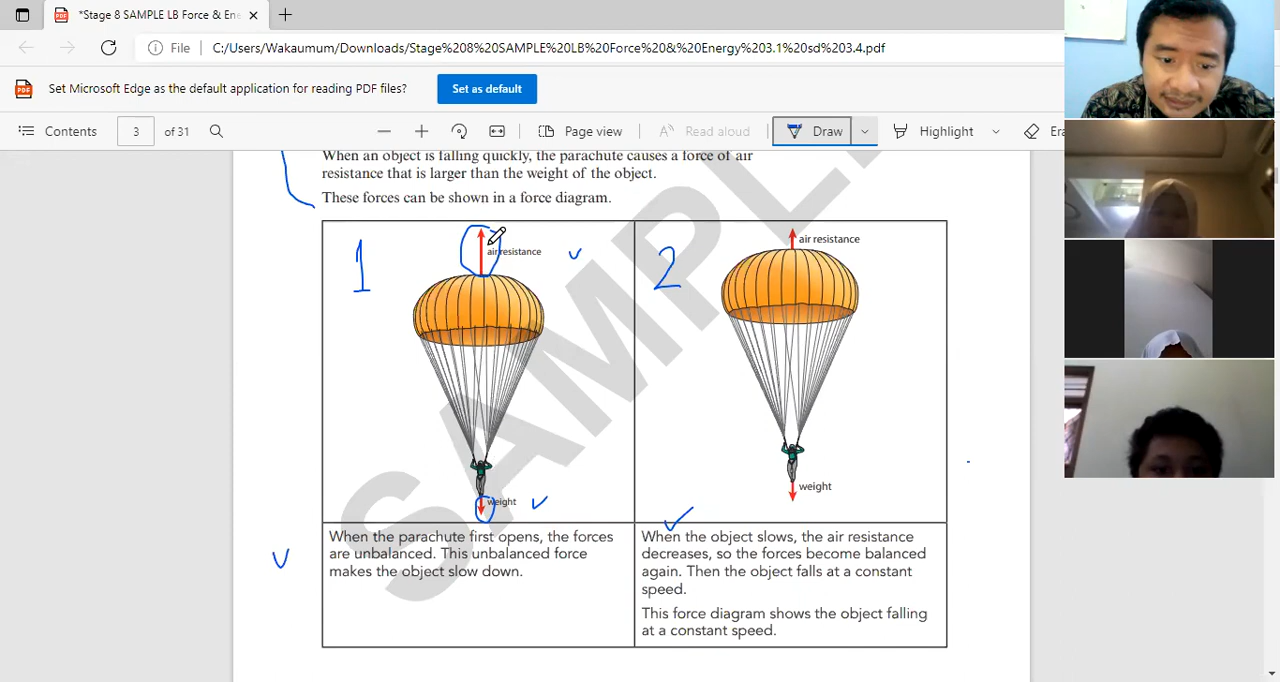 *Stage 8 SAMPLE LB Force & Ene
File
C:/Users/Wakaumum/Downloads/Stage%208%20SAMPLE%20LB%20Force%20&%20Energy%203.1%20sd%203.4.pdf
Set Microsoft Edge as the default application for reading PDF files?
Set as default
Contents
3
of 31
Page view
Read aloud
Draw
Highlight
Era
When an object is falling quickly, the parachute causes a force of air
resistance that is larger than the weight of the object.
These forces can be shown in a force diagram.
1
air resistance
weight
2
air resistance
weight
When the parachute first opens, the forces
are unbalanced. This unbalanced force
makes the object slow down.
When the object slows, the air resistance
decreases, so the forces become balanced
again. Then the object falls at a constant
speed.
This force diagram shows the object falling
at a constant speed.
SAMPLE